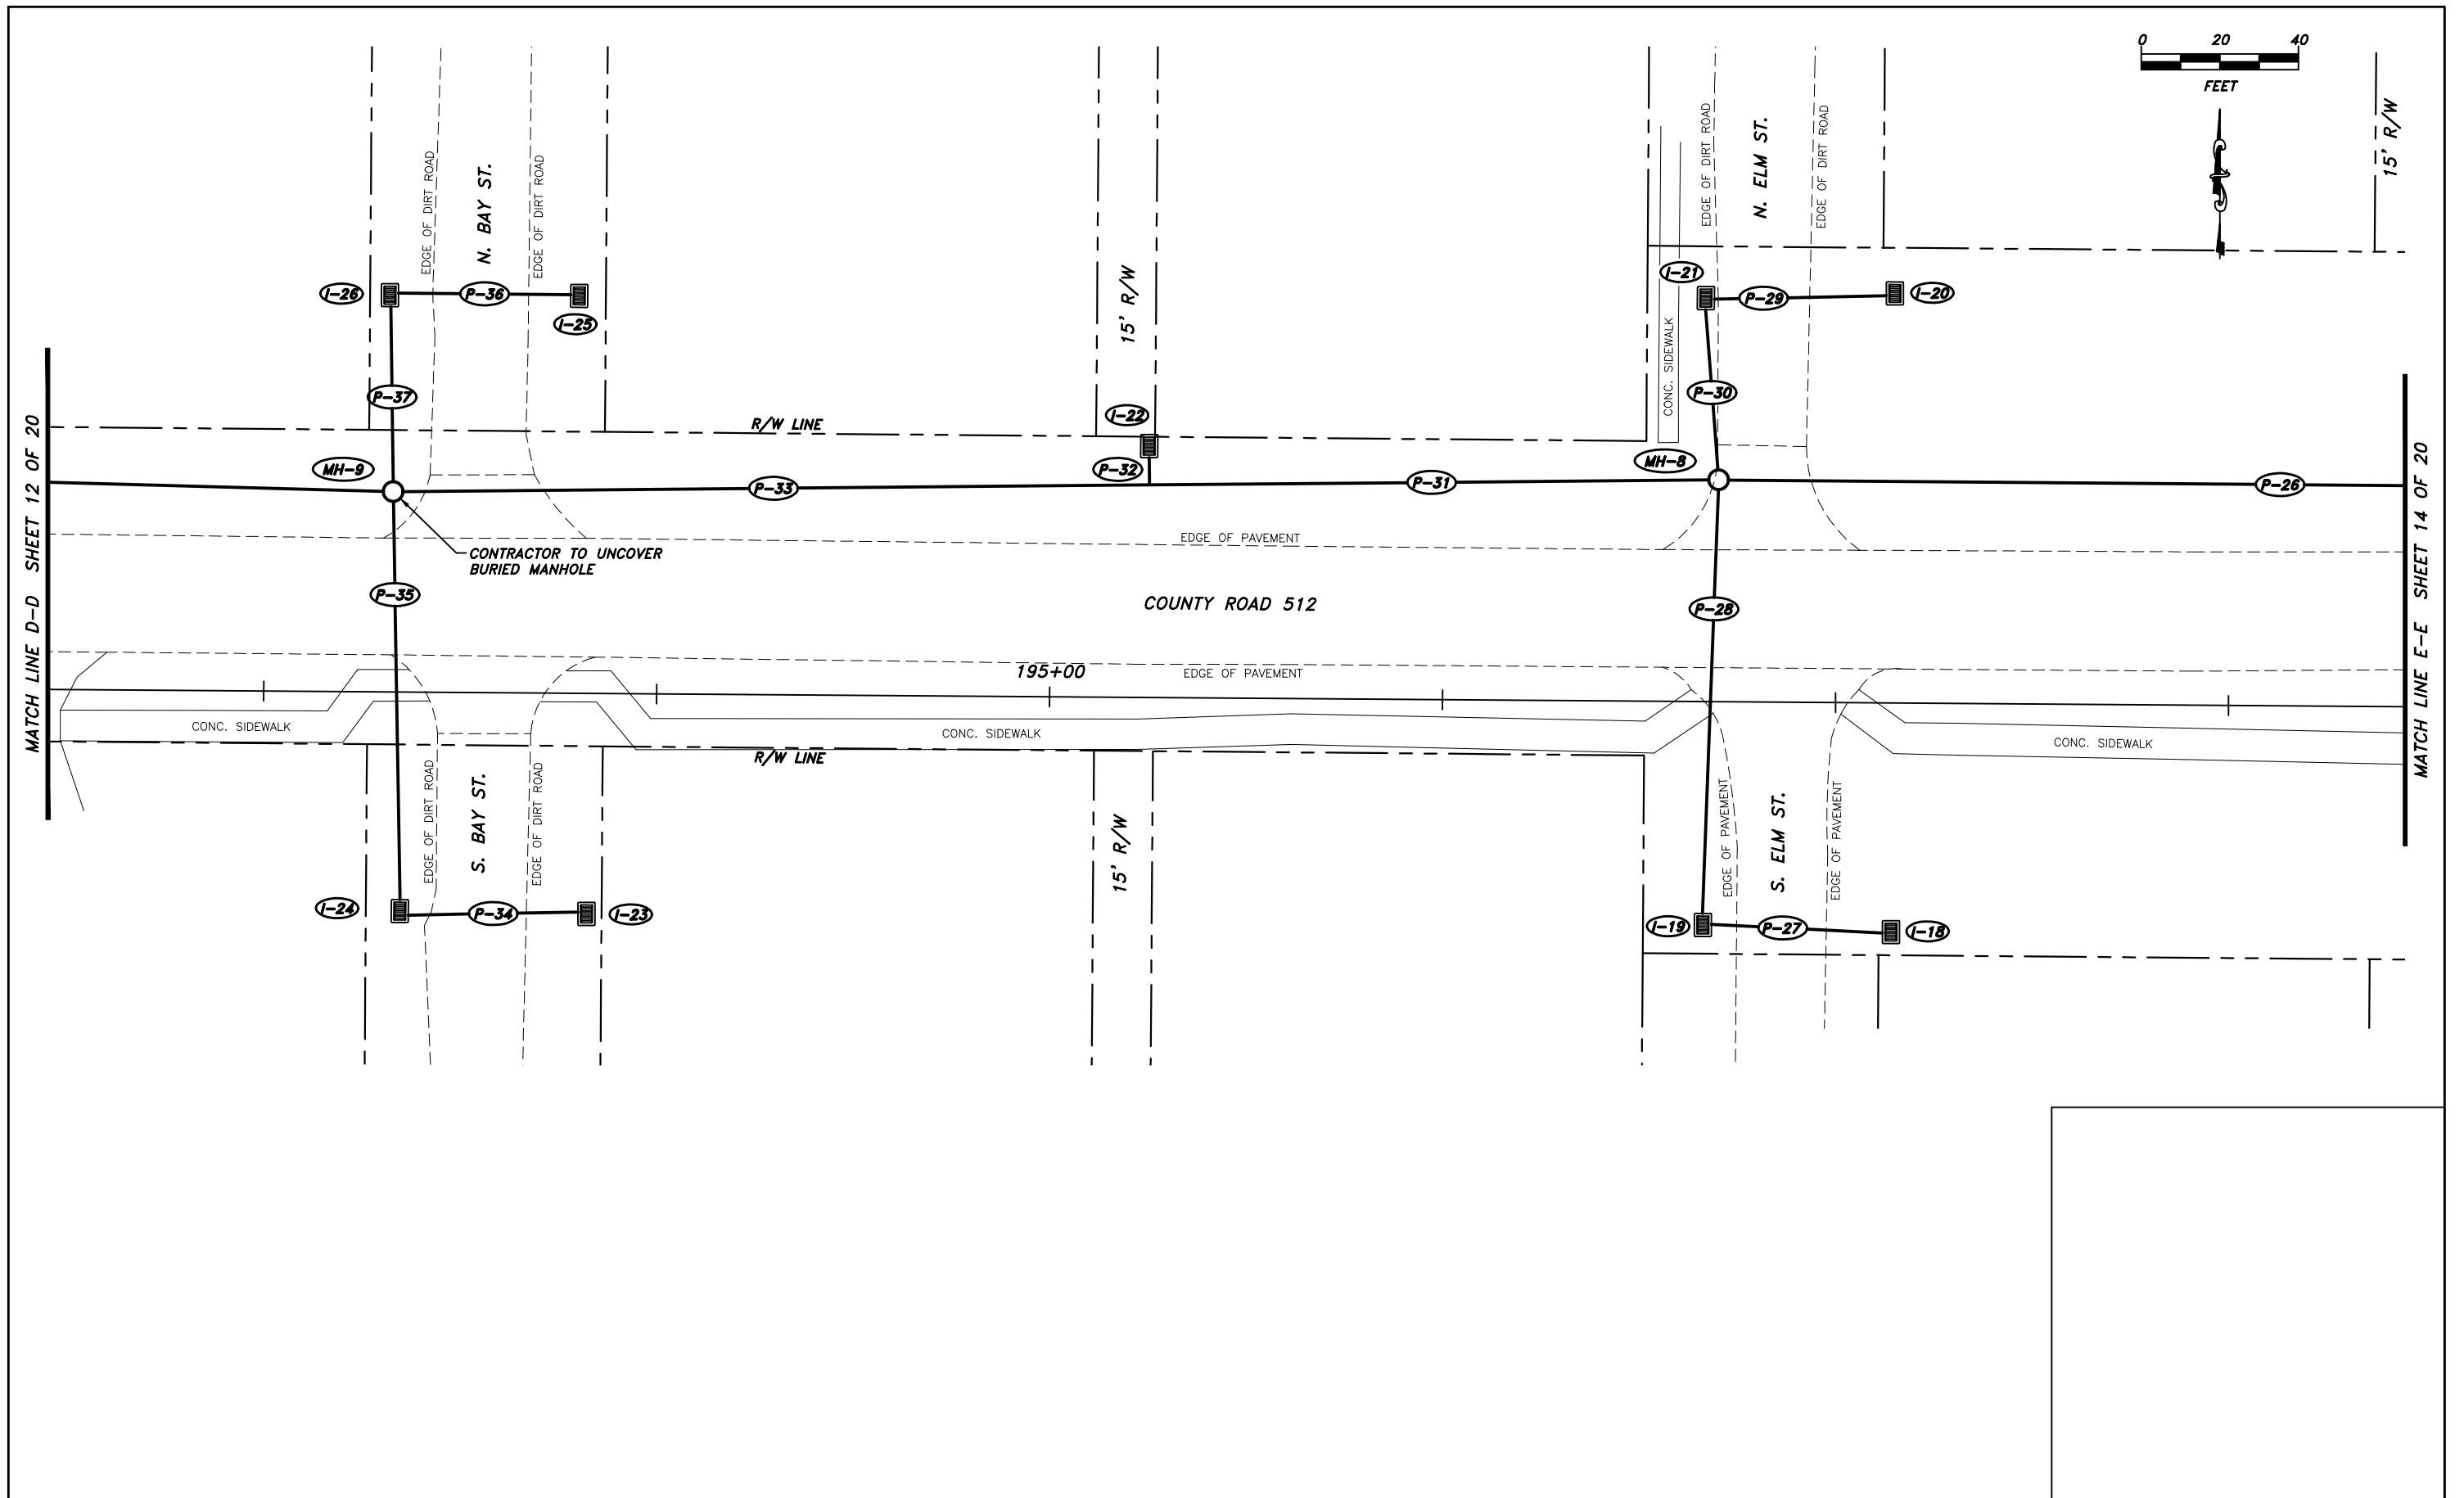 0 20 40
FEET
15' R/W
EDGE OF DIRT ROAD
N. BAY ST.
EDGE OF DIRT ROAD
EDGE OF DIRT ROAD
N. ELM ST.
EDGE OF DIRT ROAD
I-26
P-36
I-25
15' R/W
I-21
P-29
I-20
P-37
CONC. SIDEWALK
P-30
R/W LINE
I-22
MH-9
P-33
P-32
P-31
MH-8
P-26
MATCH LINE D-D SHEET 12 OF 20
MATCH LINE E-E SHEET 14 OF 20
CONTRACTOR TO UNCOVER
BURIED MANHOLE
EDGE OF PAVEMENT
P-35
COUNTY ROAD 512
P-28
195+00
EDGE OF PAVEMENT
CONC. SIDEWALK
CONC. SIDEWALK
CONC. SIDEWALK
R/W LINE
EDGE OF DIRT ROAD
S. BAY ST.
EDGE OF DIRT ROAD
15' R/W
EDGE OF PAVEMENT
S. ELM ST.
EDGE OF PAVEMENT
I-24
P-34
I-23
I-19
P-27
I-18